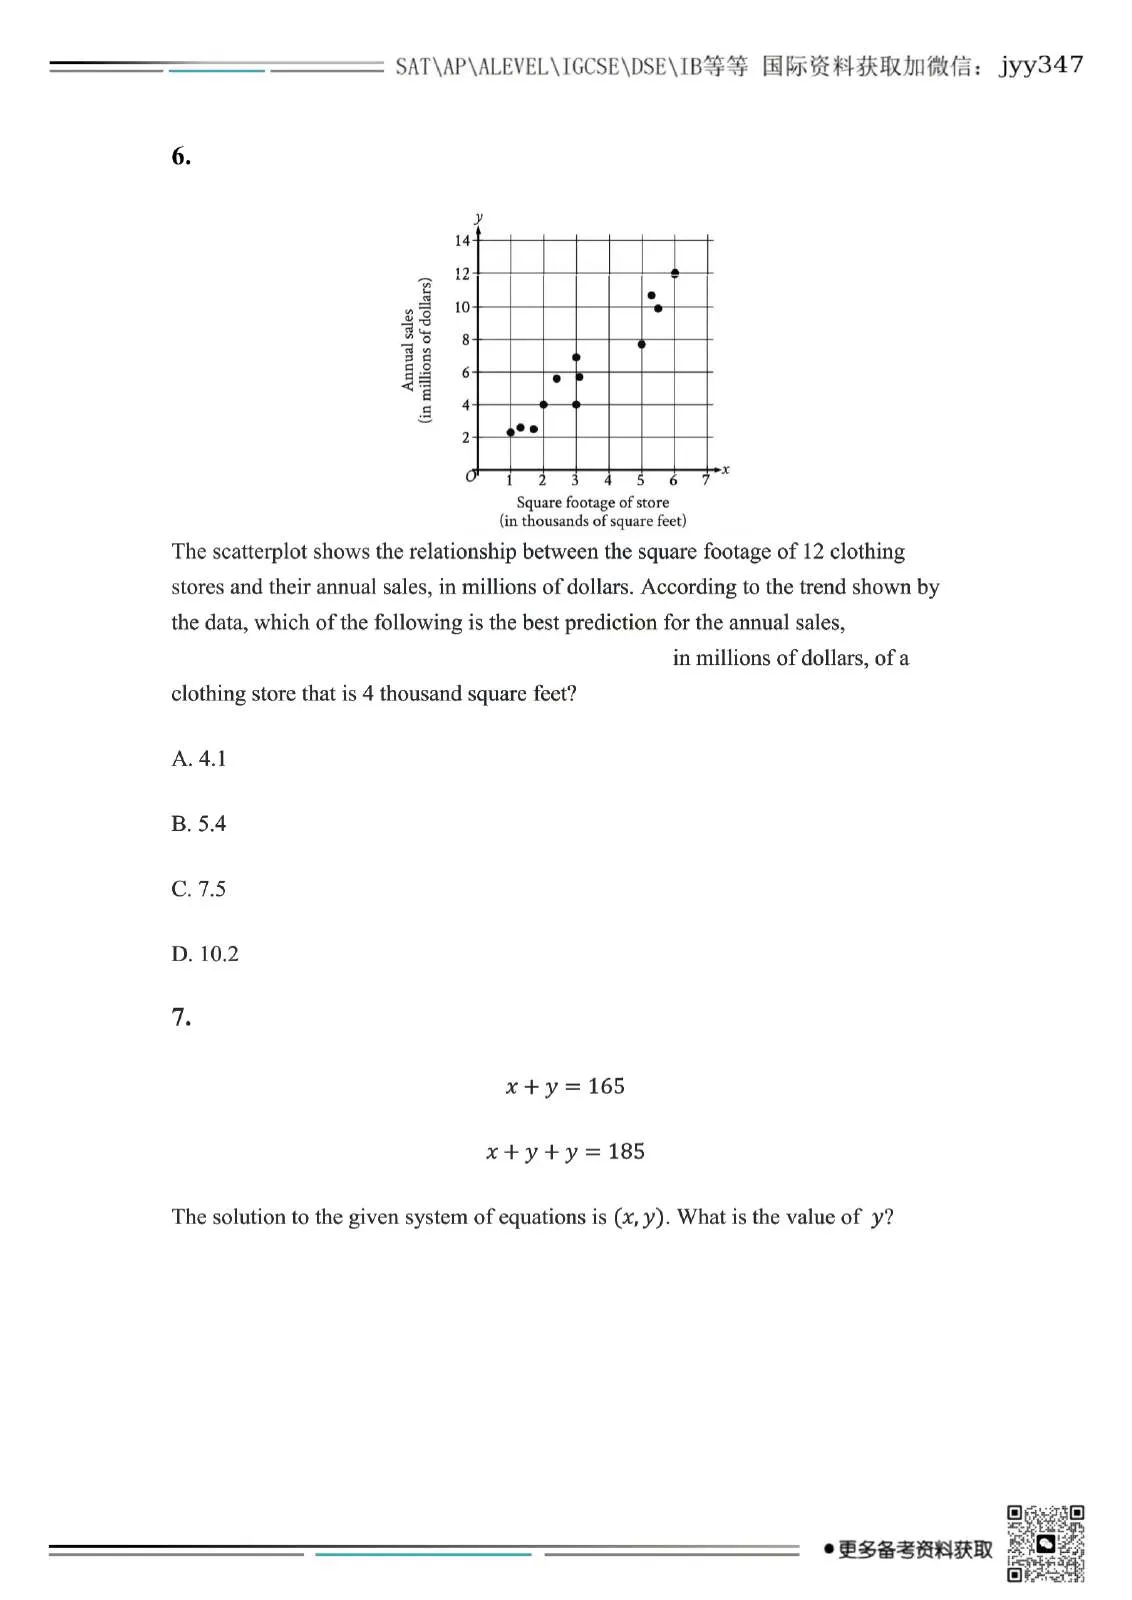 SAT\AP\ALEVEL\IGCSE\DSE\IB等等 国际资料获取加微信：jyy347
6.
y
14
12
10
8
6
4
2
O
1 2 3 4 5 6 7 x
Annual sales
(in millions of dollars)
Square footage of store
(in thousands of square feet)
The scatterplot shows the relationship between the square footage of 12 clothing
stores and their annual sales, in millions of dollars. According to the trend shown by
the data, which of the following is the best prediction for the annual sales,
in millions of dollars, of a
clothing store that is 4 thousand square feet?
A. 4.1
B. 5.4
C. 7.5
D. 10.2
7.
x + y = 165
x + y + y = 185
The solution to the given system of equations is (x, y). What is the value of y?
●更多备考资料获取